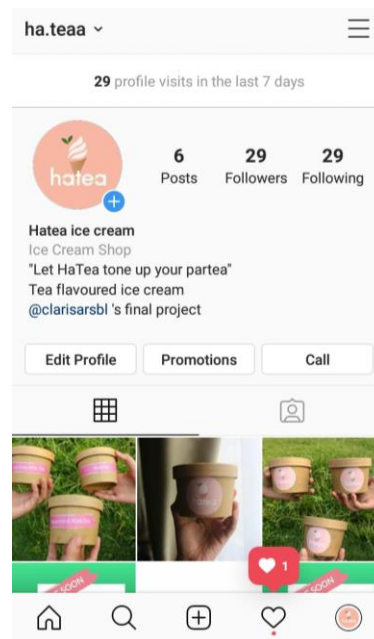 ha.teaa
29 profile visits in the last 7 days
hatea
6 29 29
Posts Followers Following
Hatea ice cream
Ice Cream Shop
"Let HaTea tone up your partea"
Tea flavoured ice cream
@clarisarsbl 's final project
Edit Profile Promotions Call
1
SOON SOON